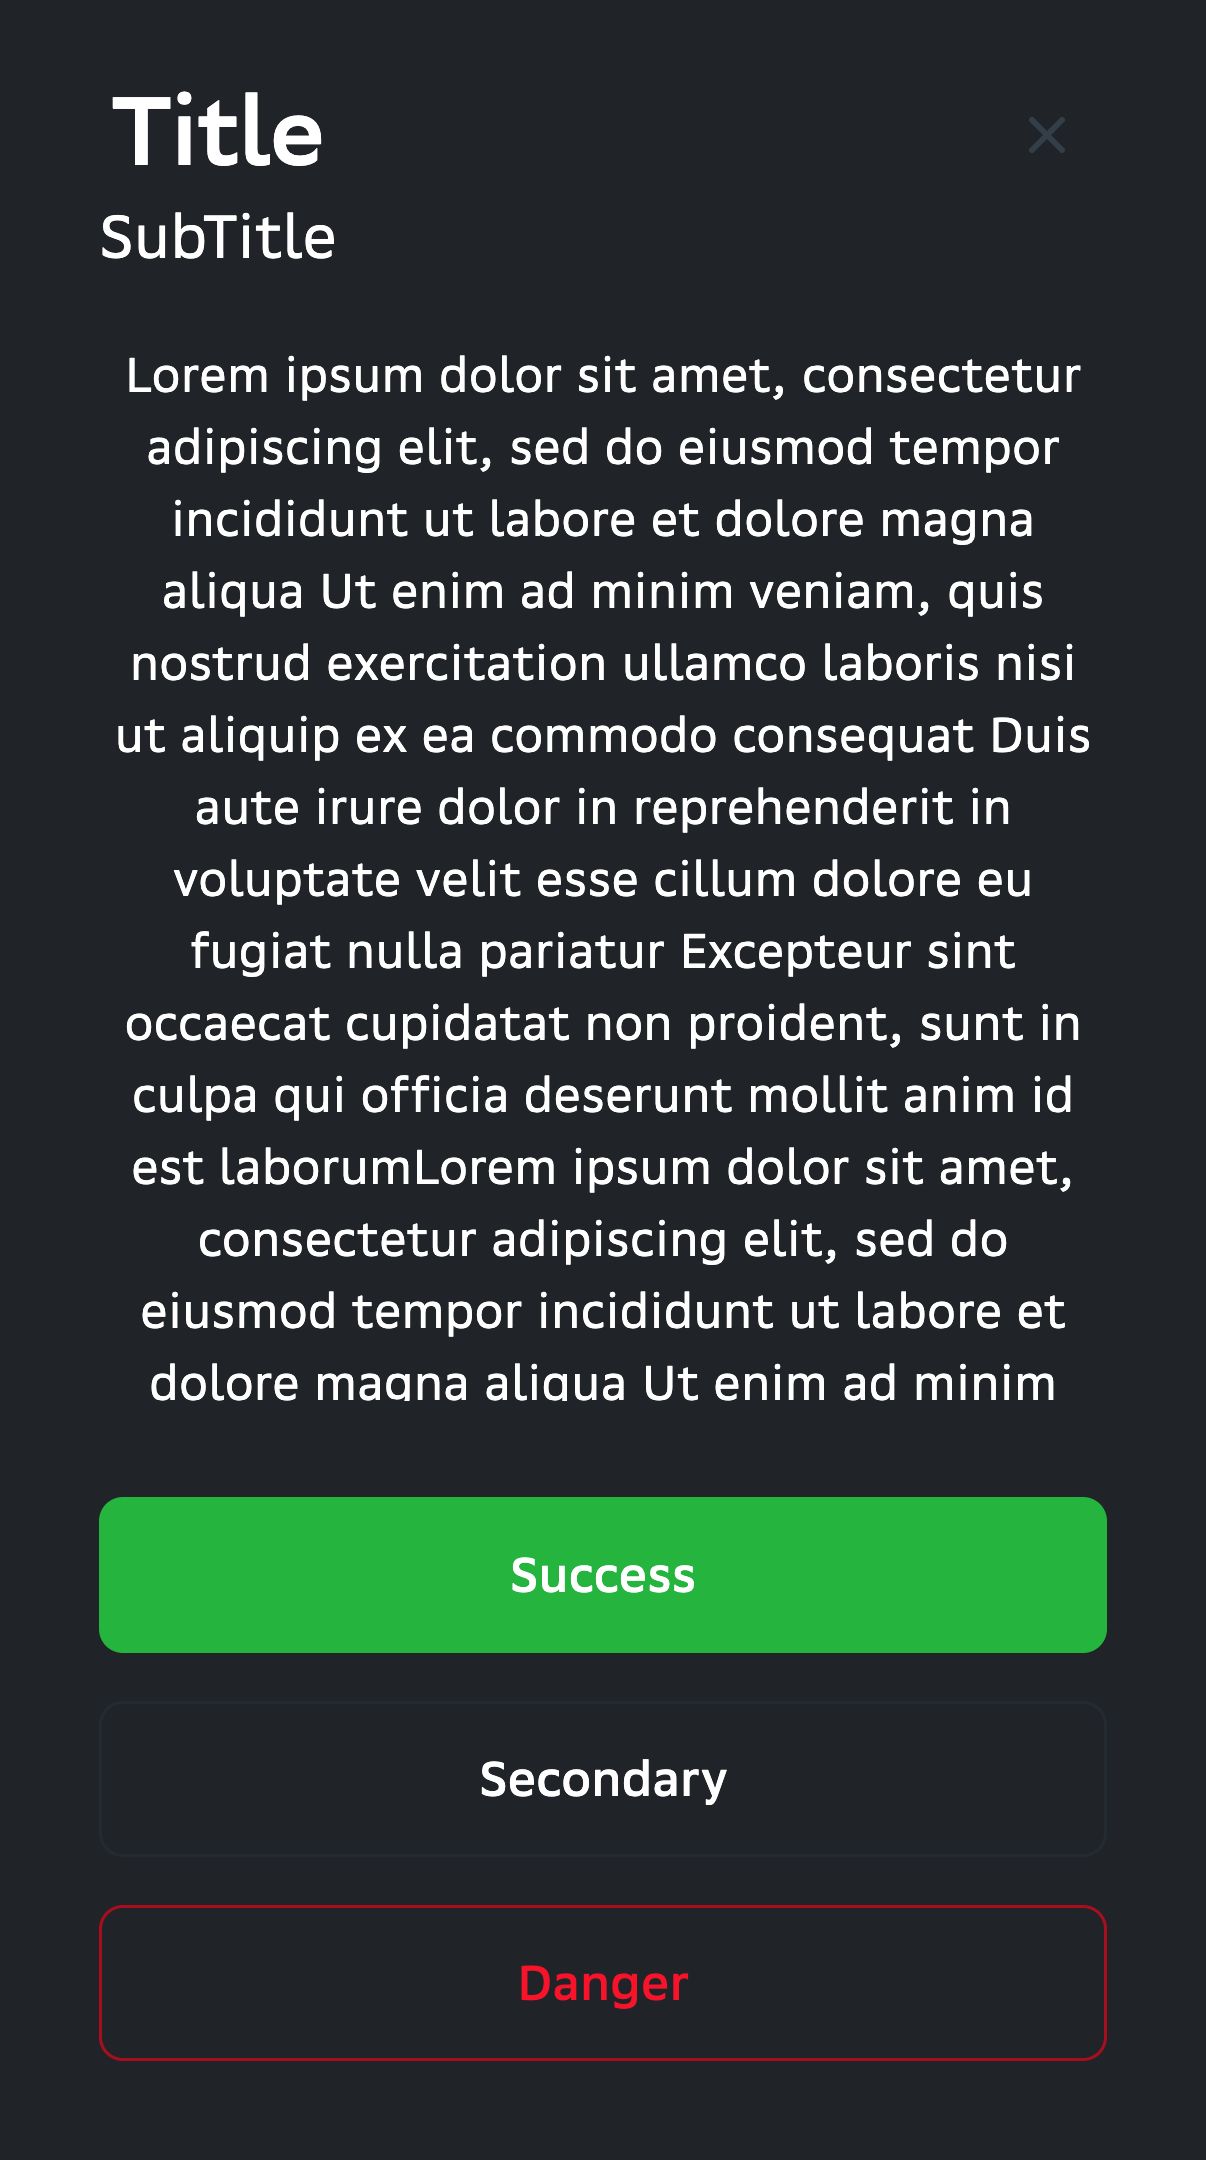 Title
SubTitle
Lorem ipsum dolor sit amet, consectetur
adipiscing elit, sed do eiusmod tempor
incididunt ut labore et dolore magna
aliqua Ut enim ad minim veniam, quis
nostrud exercitation ullamco laboris nisi
ut aliquip ex ea commodo consequat Duis
aute irure dolor in reprehenderit in
voluptate velit esse cillum dolore eu
fugiat nulla pariatur Excepteur sint
occaecat cupidatat non proident, sunt in
culpa qui officia deserunt mollit anim id
est laborumLorem ipsum dolor sit amet,
consectetur adipiscing elit, sed do
eiusmod tempor incididunt ut labore et
dolore magna aliqua Ut enim ad minim
Success
Secondary
Danger